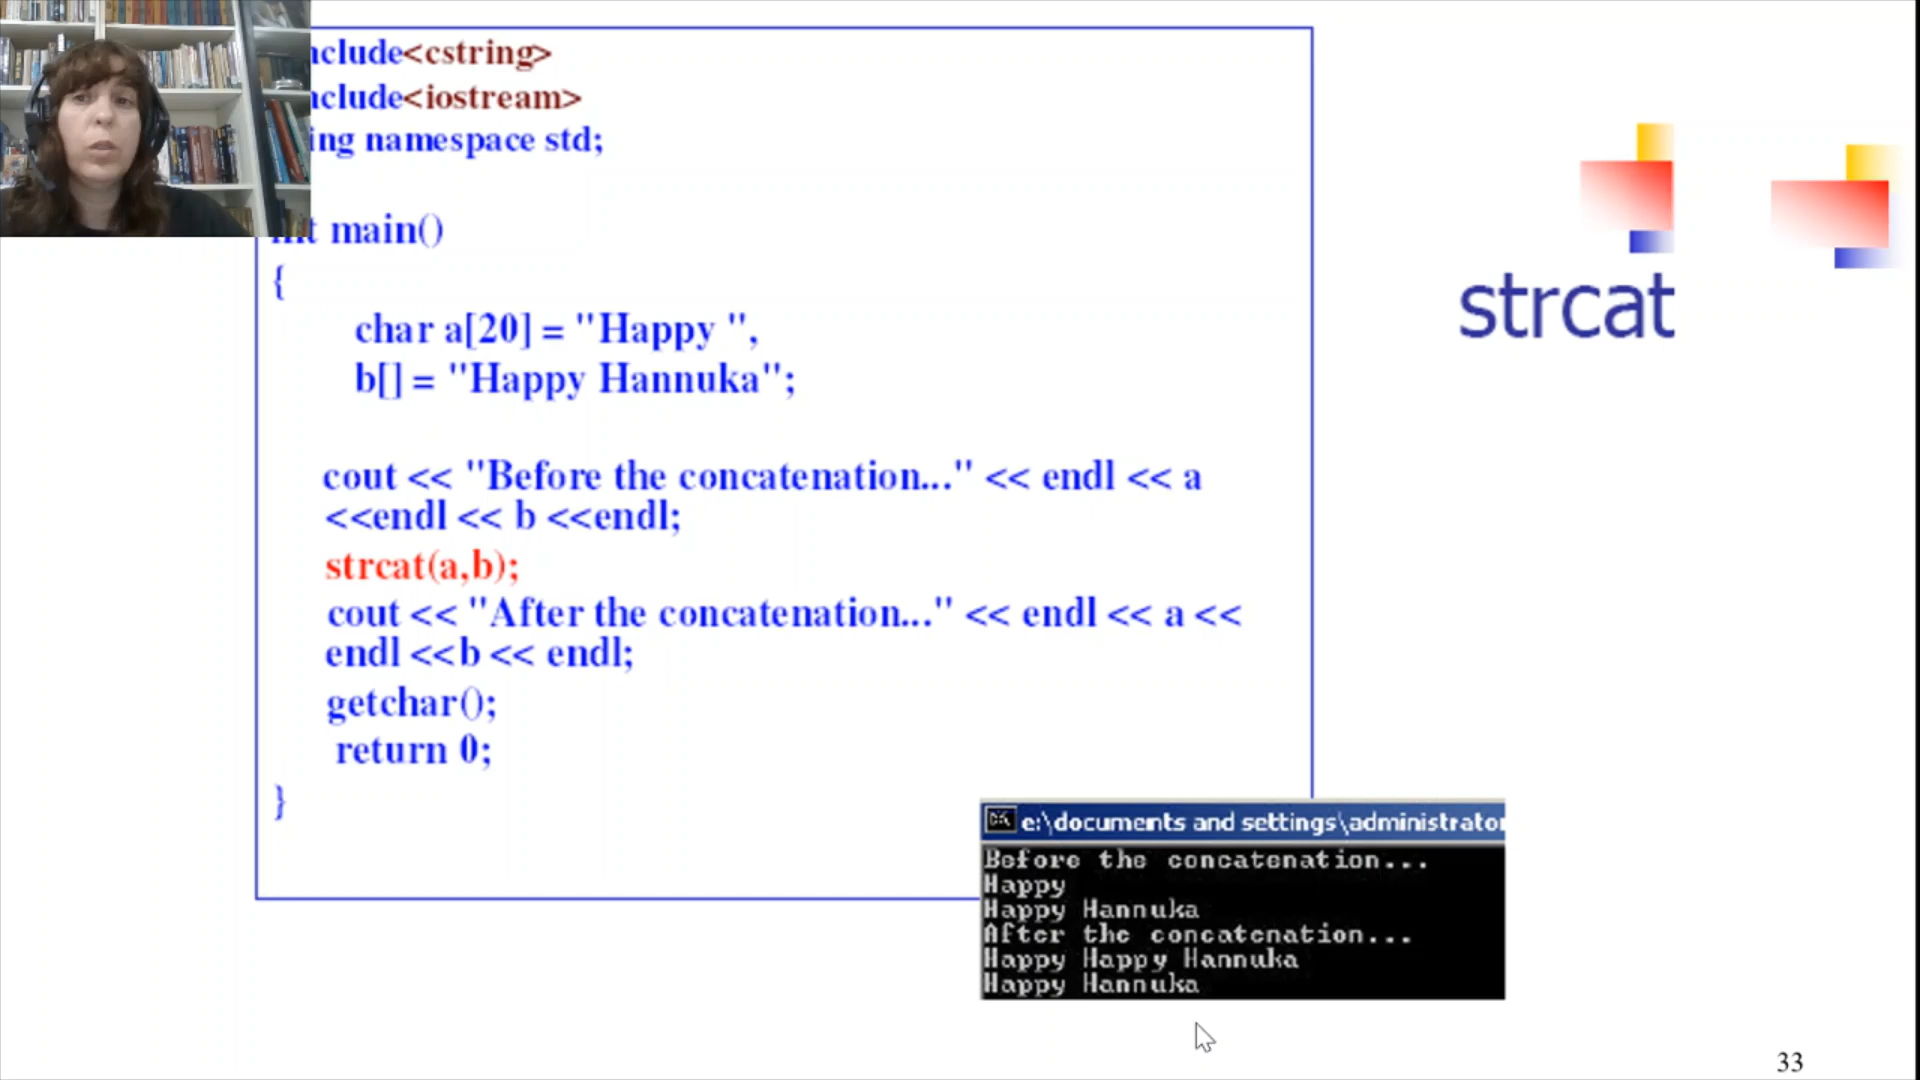 nclude<cstring>
nclude<iostream>
ing namespace std;
int main()
{
char a[20] = "Happy ",
b[] = "Happy Hannuka";
cout << "Before the concatenation..." << endl << a
<<endl << b <<endl;
strcat(a,b);
cout << "After the concatenation..." << endl << a <<
endl <<b << endl;
getchar();
return 0;
}
strcat
e:\documents and settings\administrator
Before the concatenation...
Happy
Happy Hannuka
After the concatenation...
Happy Happy Hannuka
Happy Hannuka
33